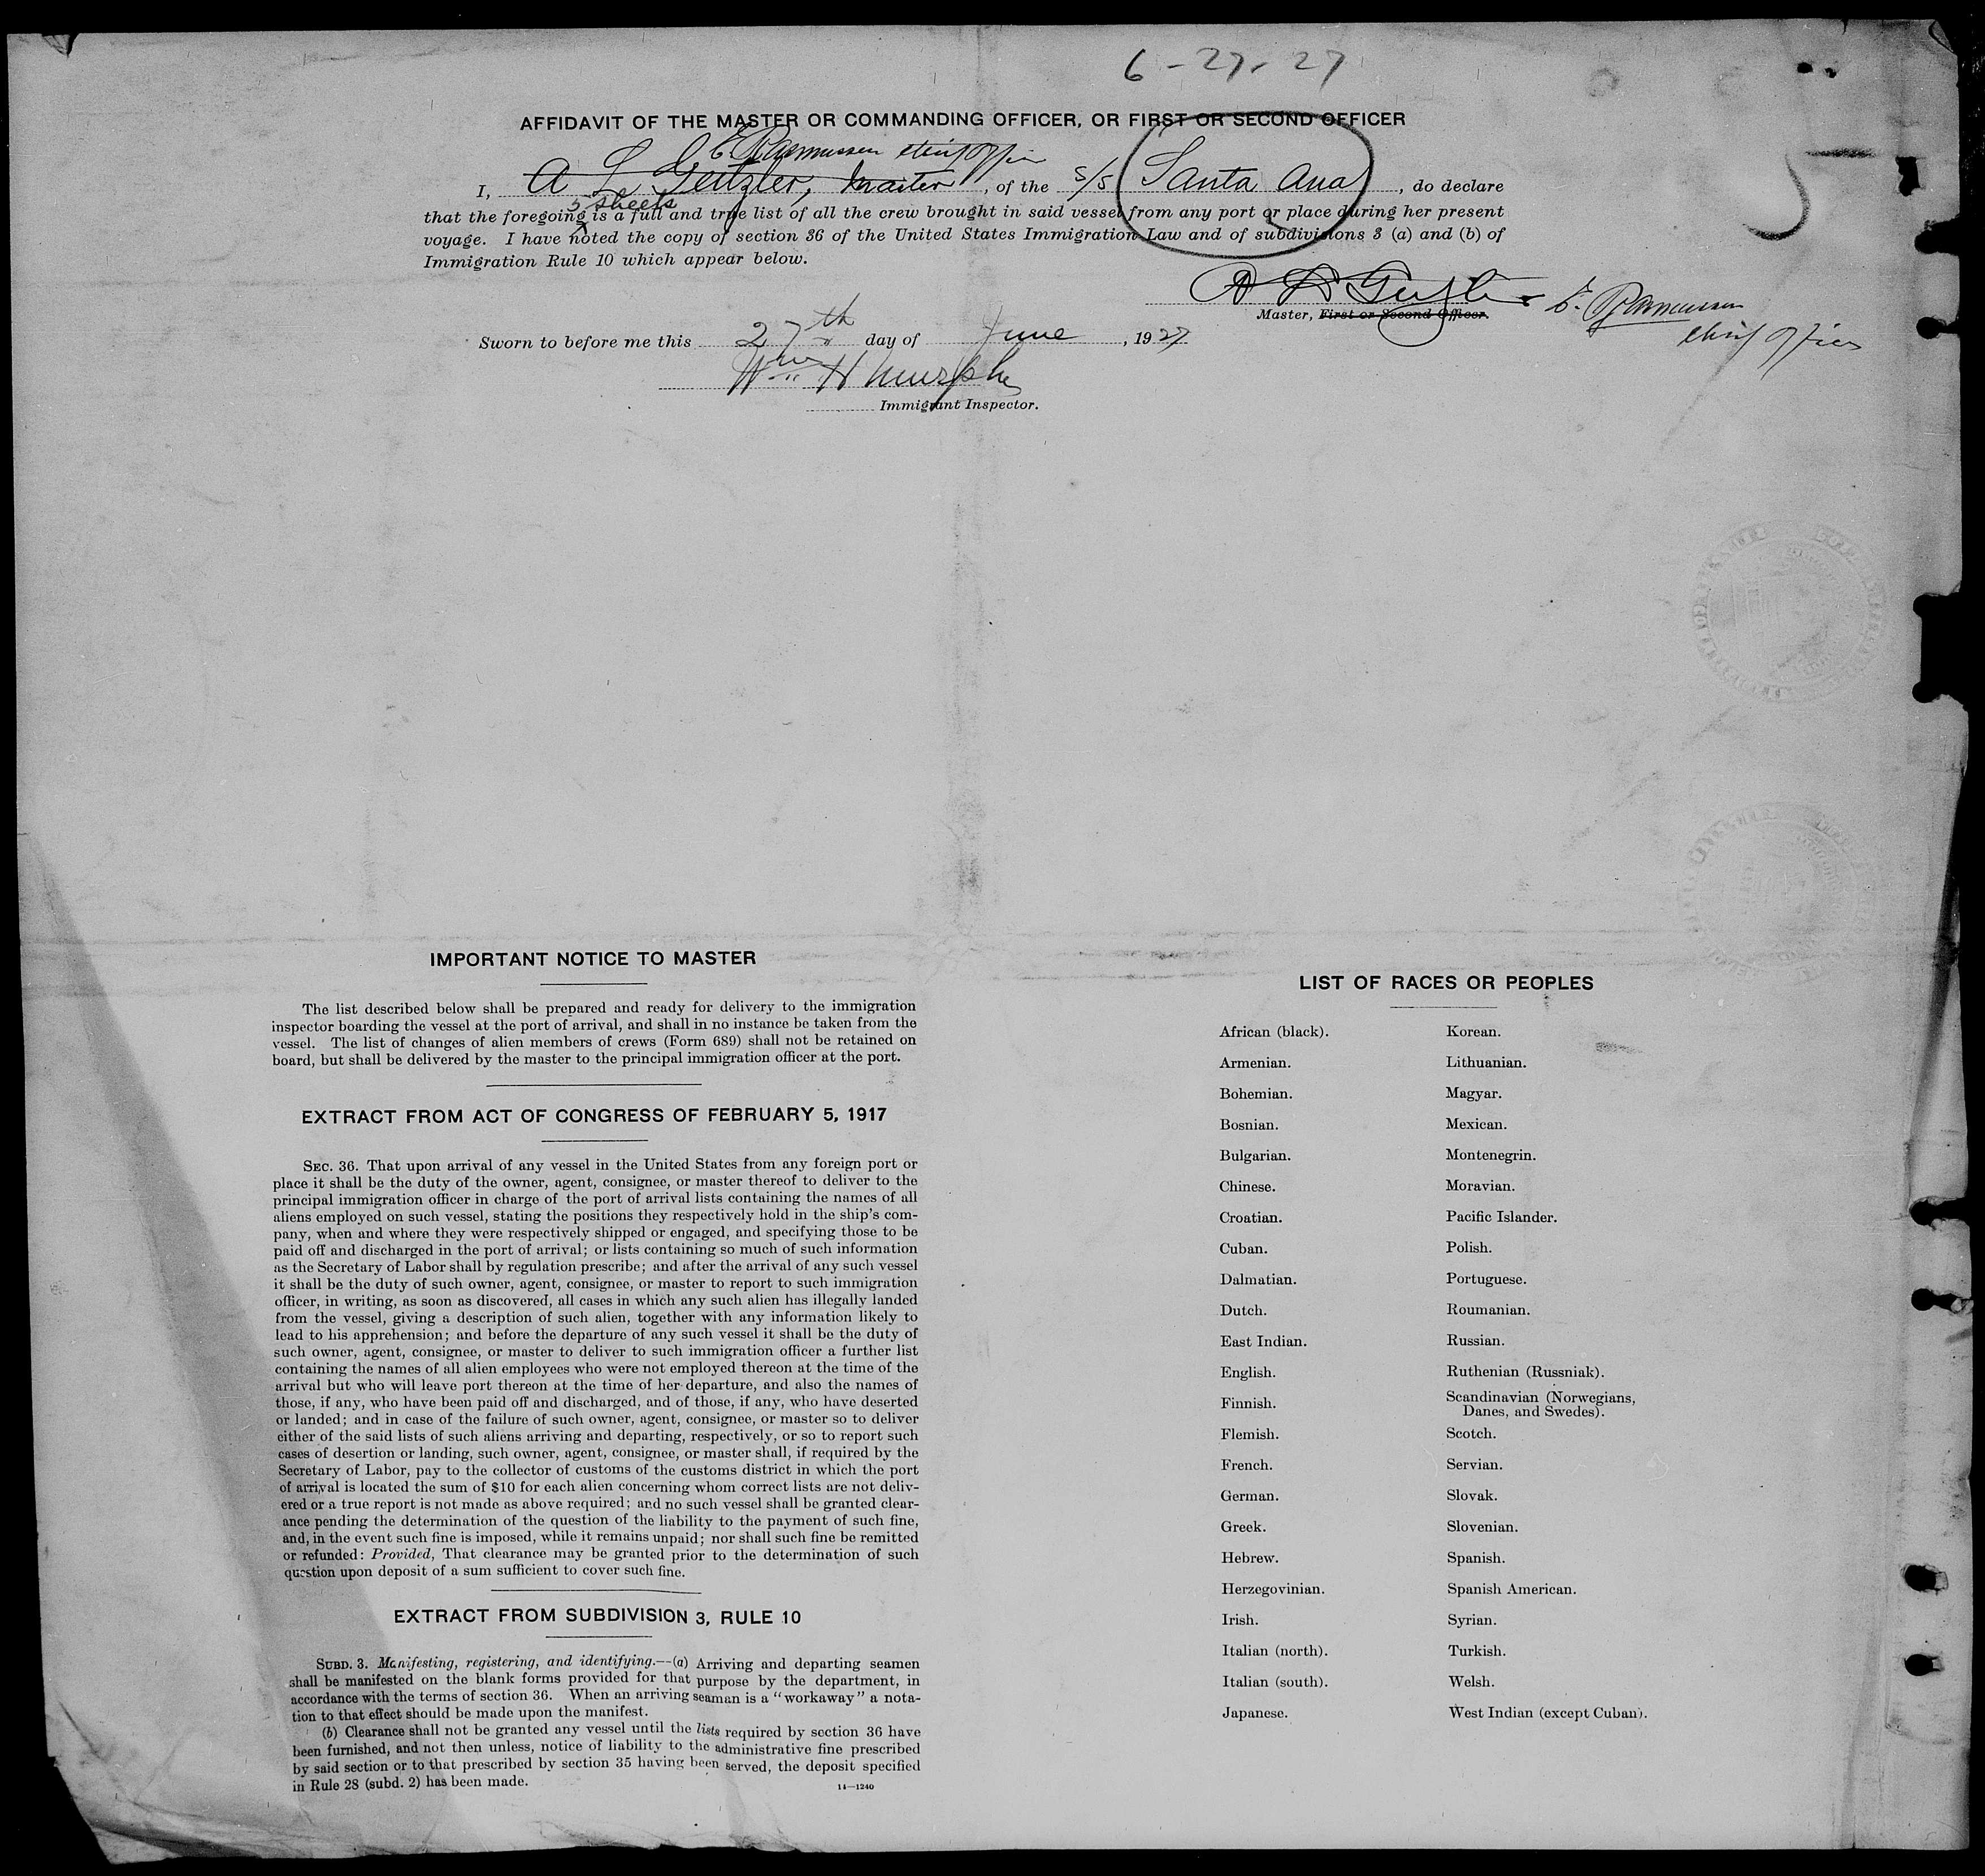 6-27-27
5
AFFIDAVIT OF THE MASTER OR COMMANDING OFFICER, OR FIRST OR SECOND OFFICER
E. Rasmussen chief officer
I, A L Geitzler, Master, of the S/S Santa Ana, do declare
5 sheets
that the foregoing is a full and true list of all the crew brought in said vessel from any port or place during her present
voyage. I have noted the copy of section 36 of the United States Immigration Law and of subdivisions 3 (a) and (b) of
Immigration Rule 10 which appear below.
E. Rasmussen
Master, First or Second Officer.
chief officer
Sworn to before me this 27th day of June, 1927
Wm H Murphy
Immigrant Inspector.
IMPORTANT NOTICE TO MASTER
The list described below shall be prepared and ready for delivery to the immigration
inspector boarding the vessel at the port of arrival, and shall in no instance be taken from the
vessel. The list of changes of alien members of crews (Form 689) shall not be retained on
board, but shall be delivered by the master to the principal immigration officer at the port.
EXTRACT FROM ACT OF CONGRESS OF FEBRUARY 5, 1917
SEC. 36. That upon arrival of any vessel in the United States from any foreign port or
place it shall be the duty of the owner, agent, consignee, or master thereof to deliver to the
principal immigration officer in charge of the port of arrival lists containing the names of all
aliens employed on such vessel, stating the positions they respectively hold in the ship's com-
pany, when and where they were respectively shipped or engaged, and specifying those to be
paid off and discharged in the port of arrival; or lists containing so much of such information
as the Secretary of Labor shall by regulation prescribe; and after the arrival of any such vessel
it shall be the duty of such owner, agent, consignee, or master to report to such immigration
officer, in writing, as soon as discovered, all cases in which any such alien has illegally landed
from the vessel, giving a description of such alien, together with any information likely to
lead to his apprehension; and before the departure of any such vessel it shall be the duty of
such owner, agent, consignee, or master to deliver to such immigration officer a further list
containing the names of all alien employees who were not employed thereon at the time of the
arrival but who will leave port thereon at the time of her departure, and also the names of
those, if any, who have been paid off and discharged, and of those, if any, who have deserted
or landed; and in case of the failure of such owner, agent, consignee, or master so to deliver
either of the said lists of such aliens arriving and departing, respectively, or so to report such
cases of desertion or landing, such owner, agent, consignee, or master shall, if required by the
Secretary of Labor, pay to the collector of customs of the customs district in which the port
of arrival is located the sum of $10 for each alien concerning whom correct lists are not deliv-
ered or a true report is not made as above required; and no such vessel shall be granted clear-
ance pending the determination of the question of the liability to the payment of such fine,
and, in the event such fine is imposed, while it remains unpaid; nor shall such fine be remitted
or refunded: Provided, That clearance may be granted prior to the determination of such
question upon deposit of a sum sufficient to cover such fine.
EXTRACT FROM SUBDIVISION 3, RULE 10
SUBD. 3. Manifesting, registering, and identifying.--(a) Arriving and departing seamen
shall be manifested on the blank forms provided for that purpose by the department, in
accordance with the terms of section 36. When an arriving seaman is a "workaway" a nota-
tion to that effect should be made upon the manifest.
(b) Clearance shall not be granted any vessel until the lists required by section 36 have
been furnished, and not then unless, notice of liability to the administrative fine prescribed
by said section or to that prescribed by section 35 having been served, the deposit specified
in Rule 28 (subd. 2) has been made.
14—1240
LIST OF RACES OR PEOPLES
African (black).
Armenian.
Bohemian.
Bosnian.
Bulgarian.
Chinese.
Croatian.
Cuban.
Dalmatian.
Dutch.
East Indian.
English.
Finnish.
Flemish.
French.
German.
Greek.
Hebrew.
Herzegovinian.
Irish.
Italian (north).
Italian (south).
Japanese.
Korean.
Lithuanian.
Magyar.
Mexican.
Montenegrin.
Moravian.
Pacific Islander.
Polish.
Portuguese.
Roumanian.
Russian.
Ruthenian (Russniak).
Scandinavian (Norwegians,
Danes, and Swedes).
Scotch.
Servian.
Slovak.
Slovenian.
Spanish.
Spanish American.
Syrian.
Turkish.
Welsh.
West Indian (except Cuban).